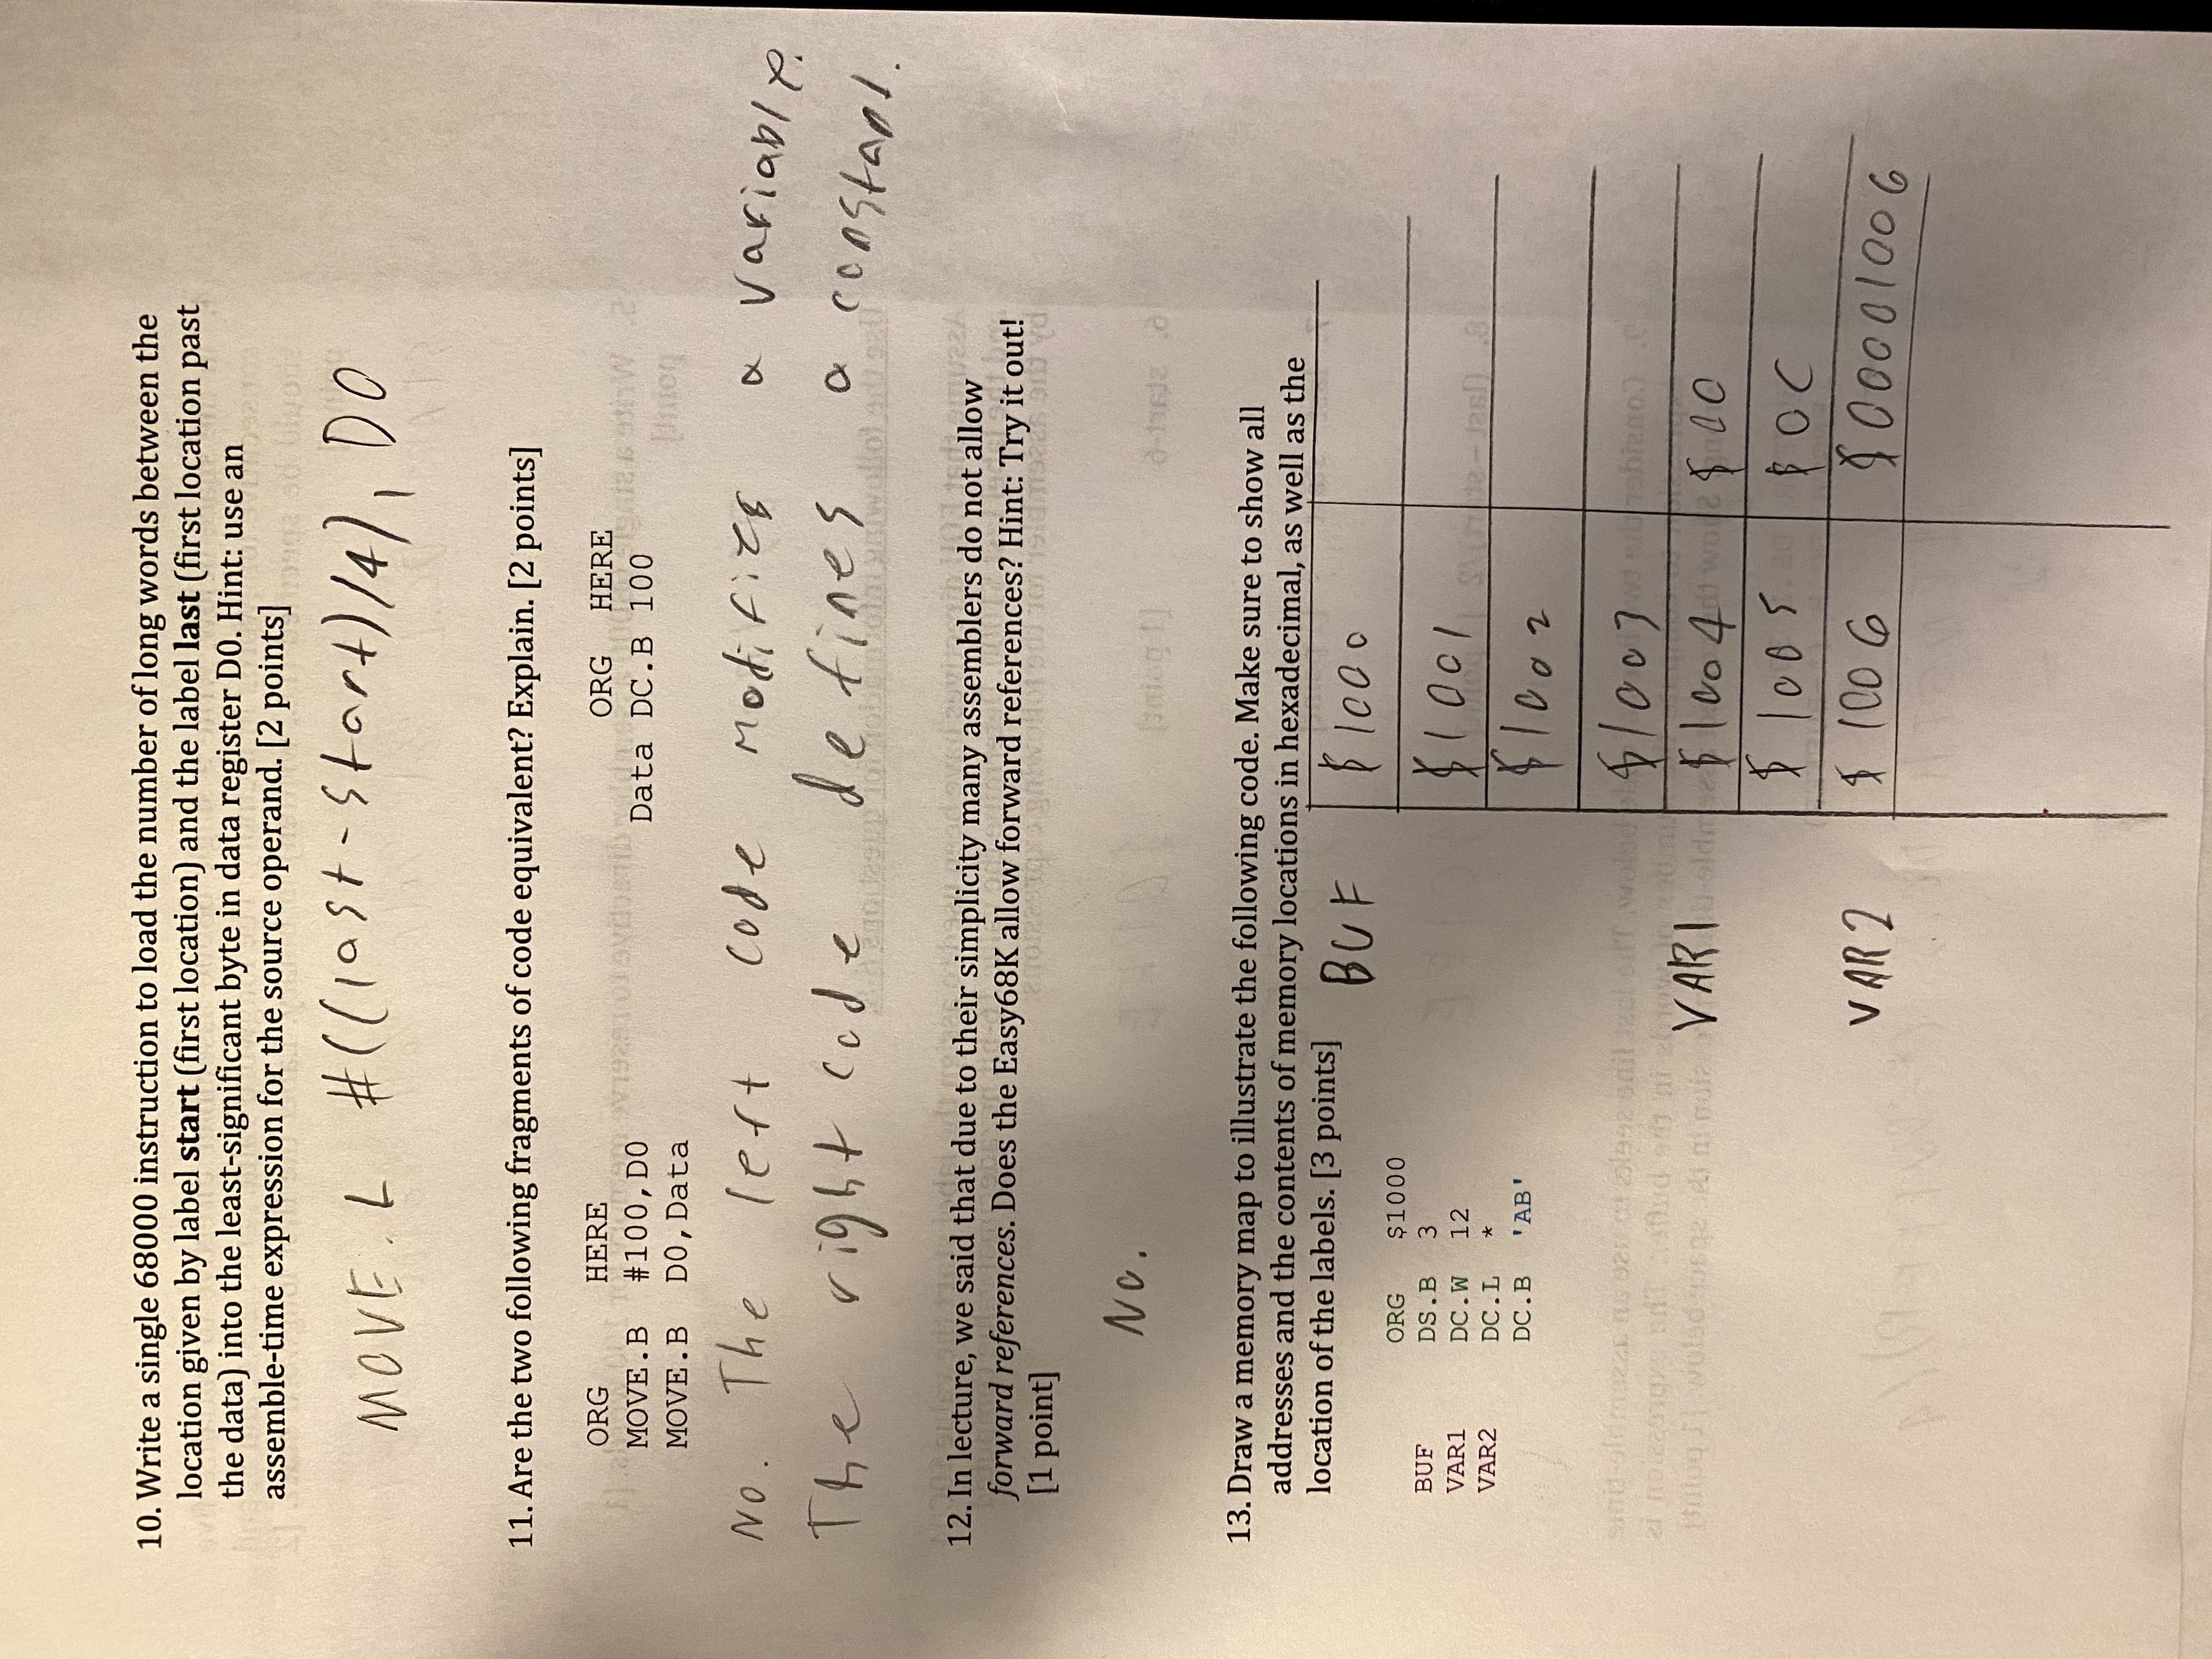 10. Write a single 68000 instruction to load the number of long words between the
location given by label start (first location) and the label last (first location past
the data) into the least-significant byte in data register D0. Hint: use an
assemble-time expression for the source operand. [2 points]
MOVE.L #((last-start)/4), D0
11. Are the two following fragments of code equivalent? Explain. [2 points]
ORG HERE
MOVE.B #100,D0
MOVE.B D0,Data
ORG HERE
Data DC.B 100
No. The left code modifies a variable.
The right code defines a constant.
12. In lecture, we said that due to their simplicity many assemblers do not allow
forward references. Does the Easy68K allow forward references? Hint: Try it out!
[1 point]
No.
13. Draw a memory map to illustrate the following code. Make sure to show all
addresses and the contents of memory locations in hexadecimal, as well as the
location of the labels. [3 points]
ORG $1000
BUF DS.B 3
VAR1 DC.W 12
VAR2 DC.L *
DC.B 'AB'
BUF $1000
$1001
$1002
$1003
VAR1 $1004 $00
$1005 $0C
VAR2 $1006 $00001006